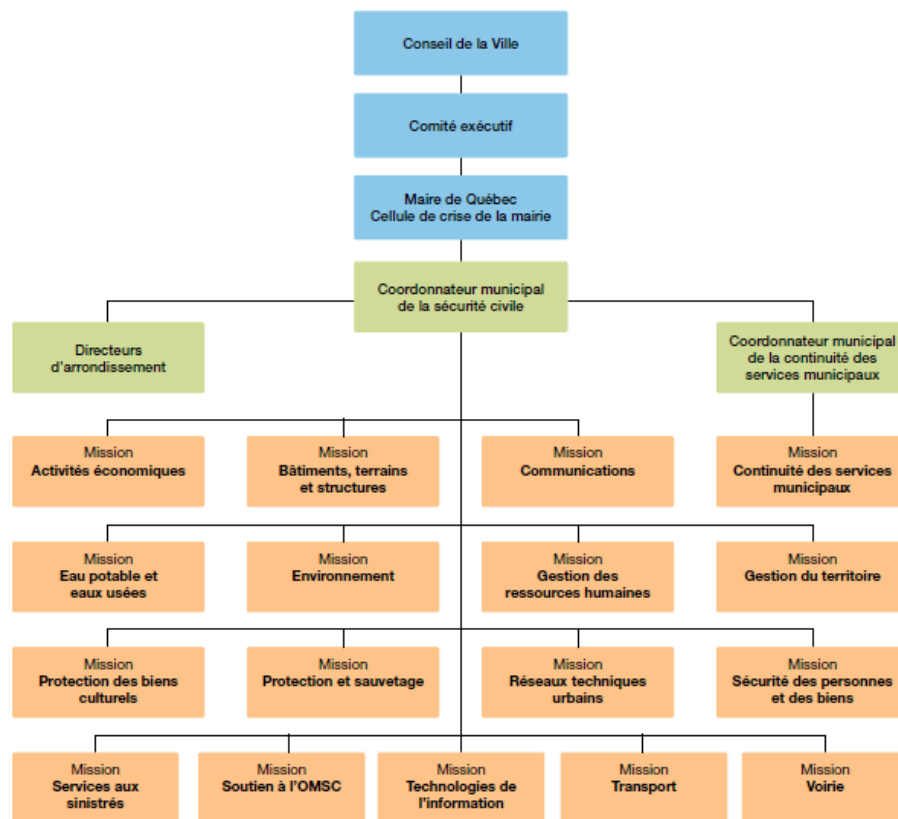 Conseil de la Ville
Comité exécutif
Maire de Québec
Cellule de crise de la mairie
Coordonnateur municipal
de la sécurité civile
Directeurs
d'arrondissement
Coordonnateur municipal
de la continuité des
services municipaux
Mission
Activités économiques
Mission
Bâtiments, terrains
et structures
Mission
Communications
Mission
Continuité des services
municipaux
Mission
Eau potable et
eaux usées
Mission
Environnement
Mission
Gestion des
ressources humaines
Mission
Gestion du territoire
Mission
Protection des biens
culturels
Mission
Protection et sauvetage
Mission
Réseaux techniques
urbains
Mission
Sécurité des personnes
et des biens
Mission
Services aux
sinistrés
Mission
Soutien à l'OMSC
Mission
Technologies de
l'information
Mission
Transport
Mission
Voirie